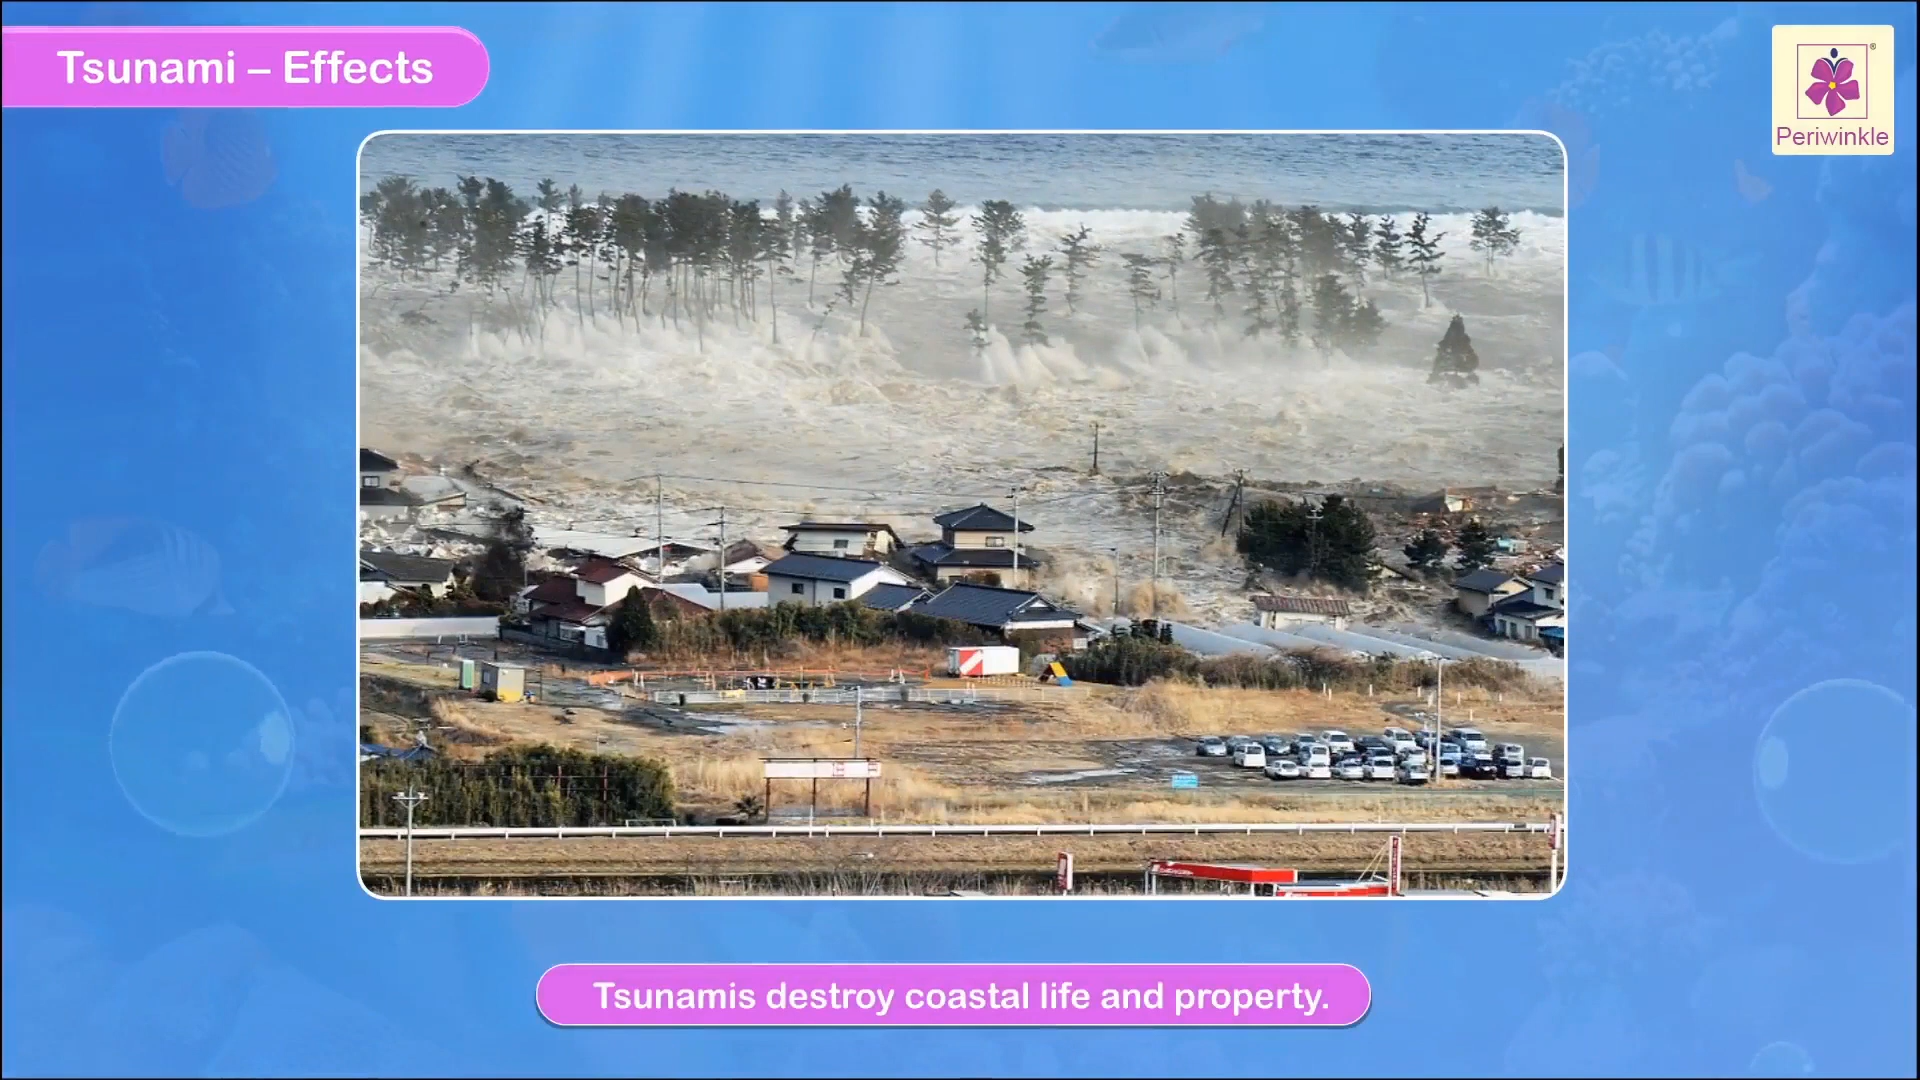 Tsunami – Effects
®
Periwinkle
Tsunamis destroy coastal life and property.